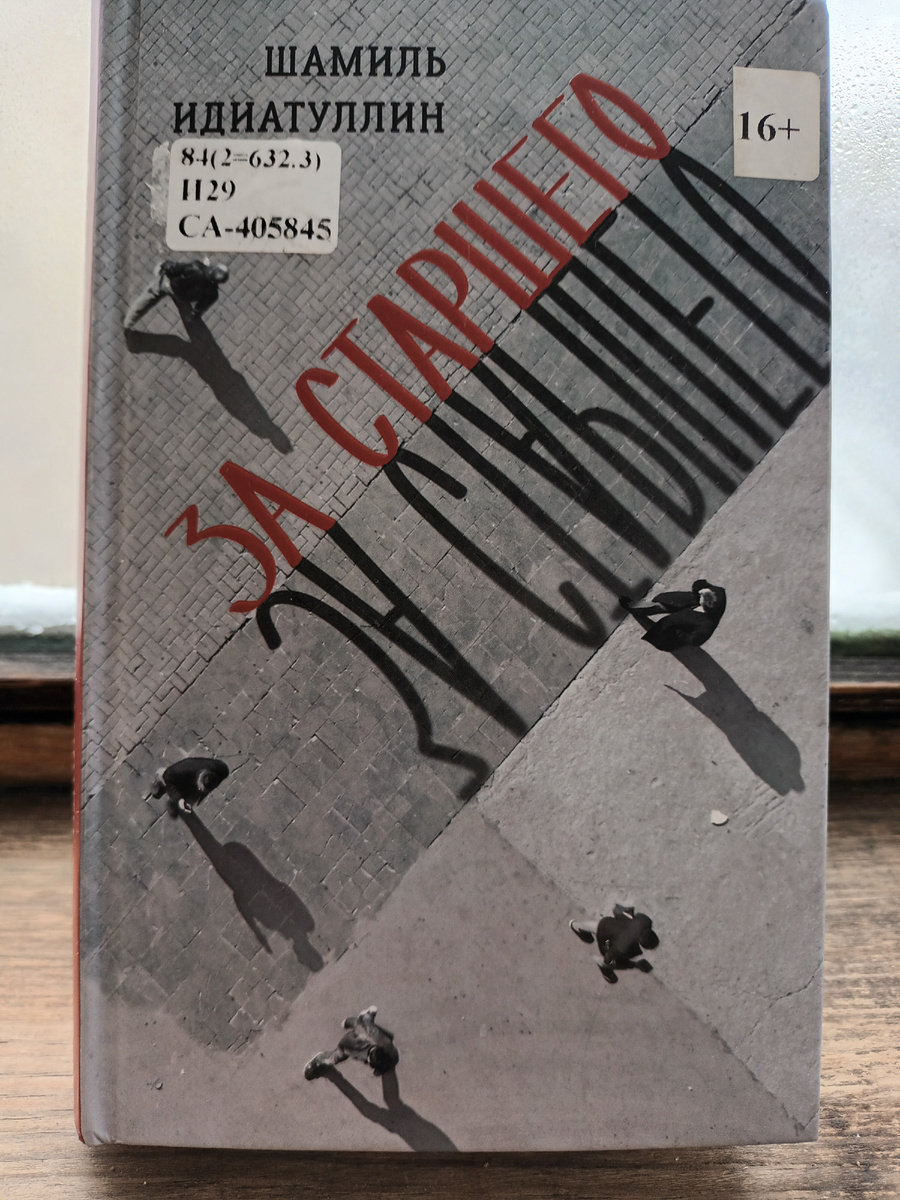 ШАМИЛЬ
ИДИАТУЛЛИН
84(2=632.3)
И29
СА-405845
16+
ЗА СТАРШЕГО